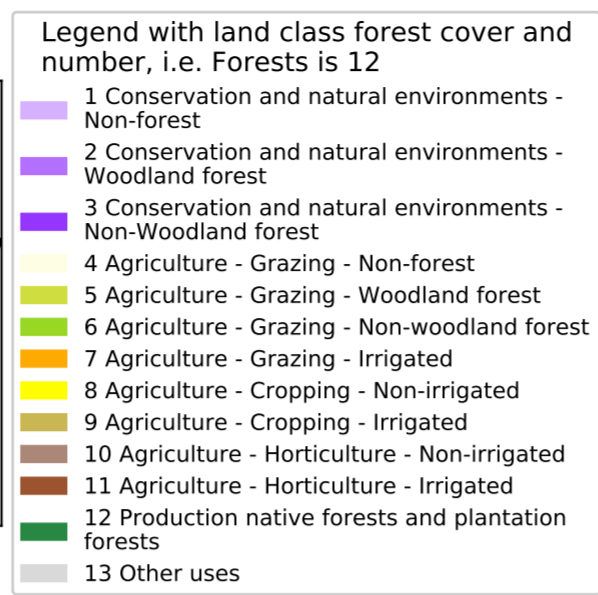 Legend with land class forest cover and
number, i.e. Forests is 12
1 Conservation and natural environments -
Non-forest
2 Conservation and natural environments -
Woodland forest
3 Conservation and natural environments -
Non-Woodland forest
4 Agriculture - Grazing - Non-forest
5 Agriculture - Grazing - Woodland forest
6 Agriculture - Grazing - Non-woodland forest
7 Agriculture - Grazing - Irrigated
8 Agriculture - Cropping - Non-irrigated
9 Agriculture - Cropping - Irrigated
10 Agriculture - Horticulture - Non-irrigated
11 Agriculture - Horticulture - Irrigated
12 Production native forests and plantation
forests
13 Other uses